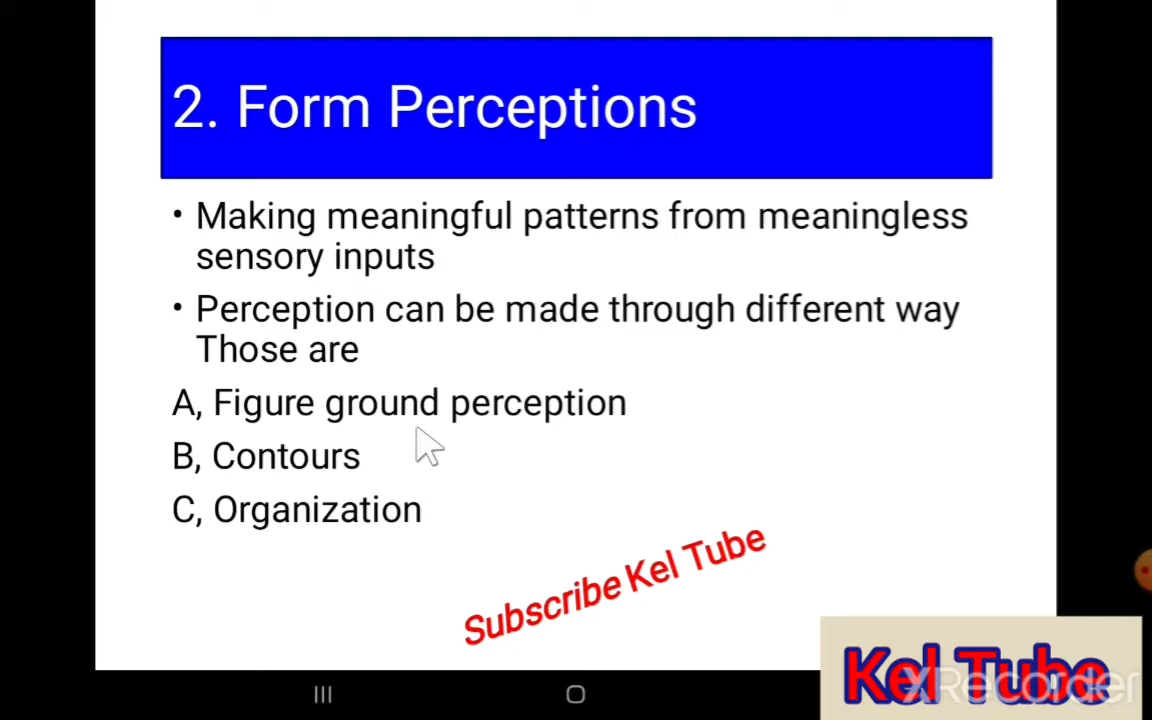 2. Form Perceptions
• Making meaningful patterns from meaningless
sensory inputs
• Perception can be made through different way
Those are
A, Figure ground perception
B, Contours
C, Organization
Subscribe Kel Tube
Kel Tube
XRecorder